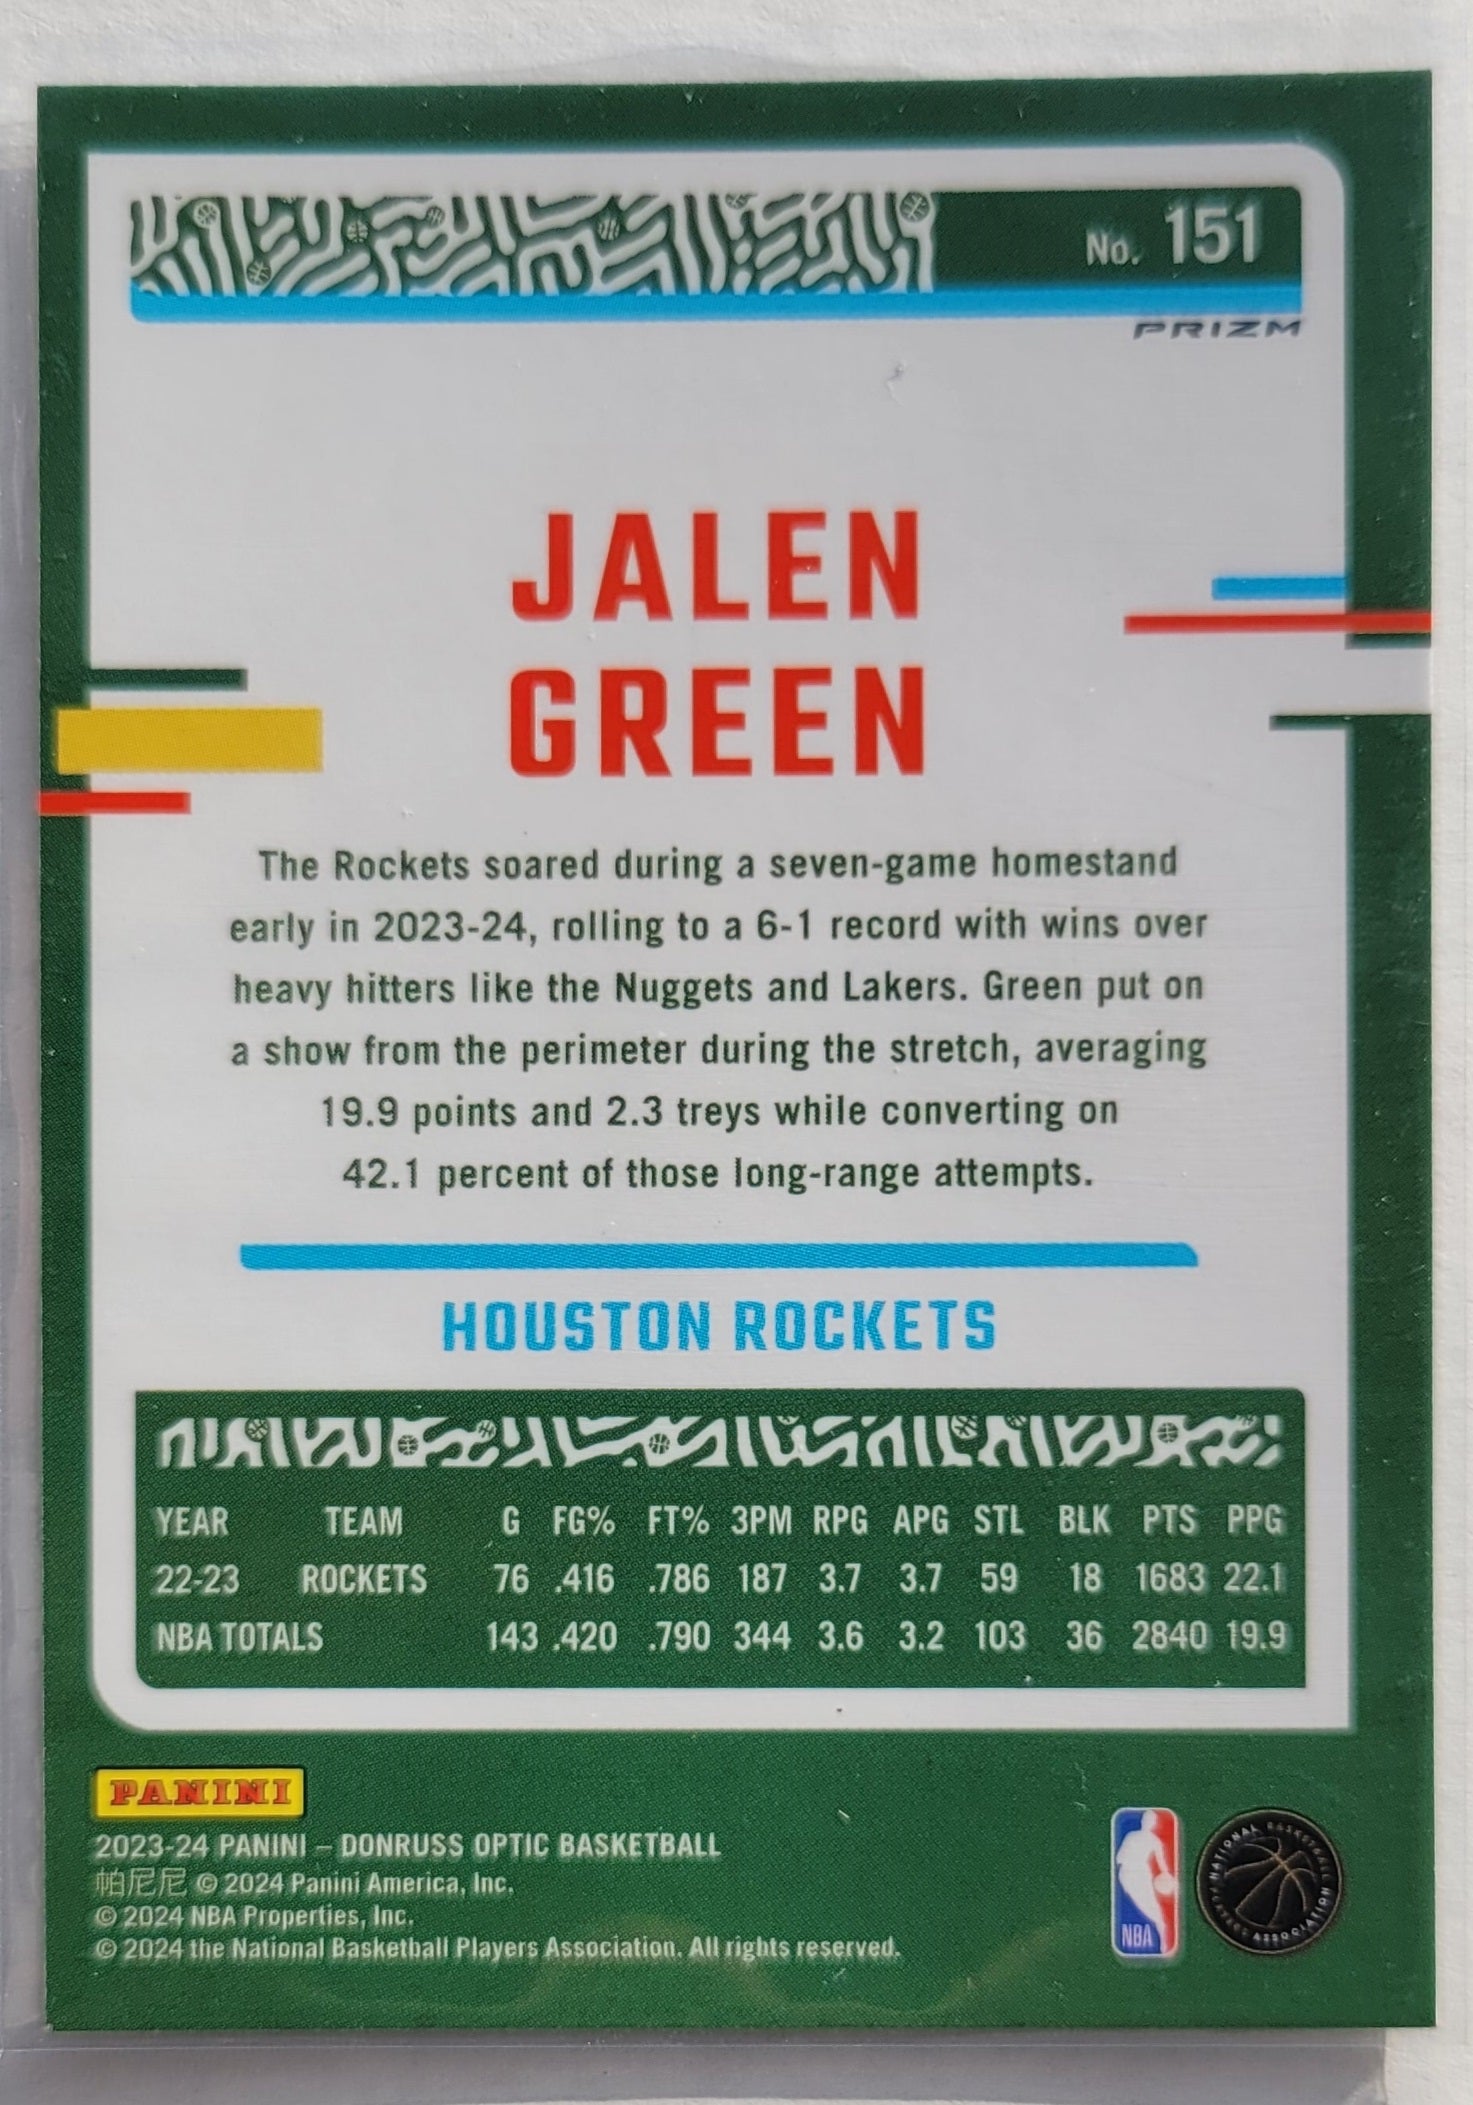 No. 151
PRIZM
JALEN
GREEN
The Rockets soared during a seven-game homestand
early in 2023-24, rolling to a 6-1 record with wins over
heavy hitters like the Nuggets and Lakers. Green put on
a show from the perimeter during the stretch, averaging
19.9 points and 2.3 treys while converting on
42.1 percent of those long-range attempts.
HOUSTON ROCKETS
YEAR TEAM G FG% FT% 3PM RPG APG STL BLK PTS PPG
22-23 ROCKETS 76 .416 .786 187 3.7 3.7 59 18 1683 22.1
NBA TOTALS 143 .420 .790 344 3.6 3.2 103 36 2840 19.9
PANINI
2023-24 PANINI – DONRUSS OPTIC BASKETBALL
帕尼尼 © 2024 Panini America, Inc.
© 2024 NBA Properties, Inc.
© 2024 the National Basketball Players Association. All rights reserved.
NBA
NATIONAL BASKETBALL PLAYERS ASSOCIATION